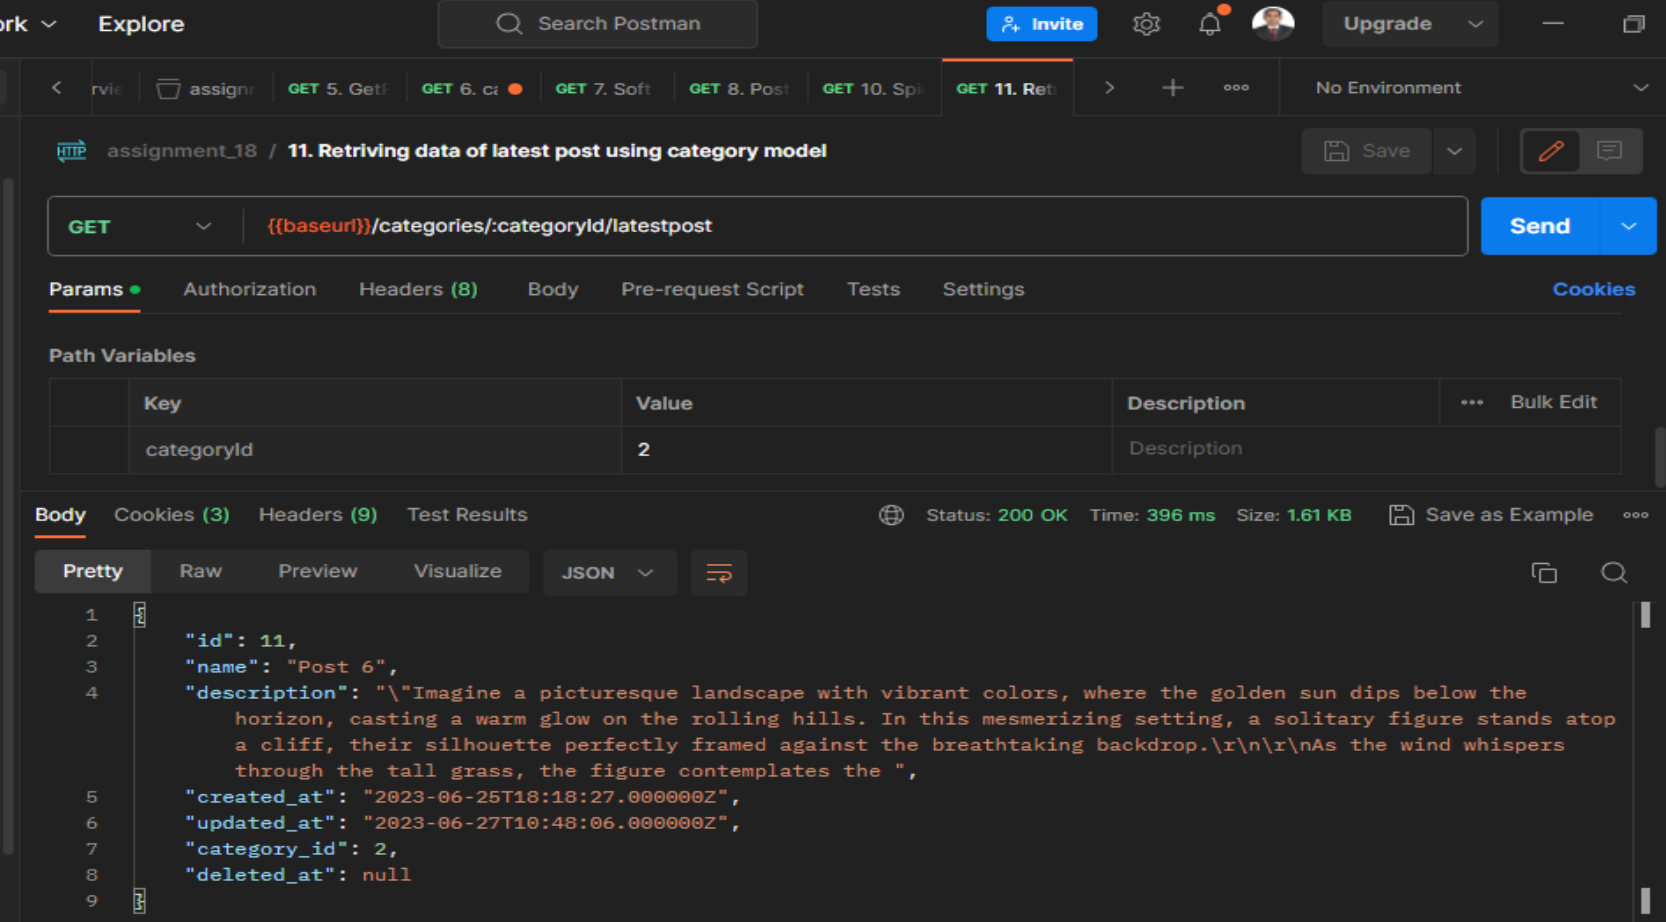 Explore
Search Postman
Invite
Upgrade
GET 5. Get
GET 6. ca
GET 7. Soft
GET 8. Post
GET 10. Spi
GET 11. Ret
No Environment
HTTP assignment_18 / 11. Retriving data of latest post using category model
Save
GET {{baseurl}}/categories/:categoryId/latestpost
Send
Params Authorization Headers (8) Body Pre-request Script Tests Settings Cookies
Path Variables
Key Value Description Bulk Edit
categoryId 2 Description
Body Cookies (3) Headers (9) Test Results Status: 200 OK Time: 396 ms Size: 1.61 KB Save as Example
Pretty Raw Preview Visualize JSON
1 {
2 "id": 11,
3 "name": "Post 6",
4 "description": "\"Imagine a picturesque landscape with vibrant colors, where the golden sun dips below the
horizon, casting a warm glow on the rolling hills. In this mesmerizing setting, a solitary figure stands atop
a cliff, their silhouette perfectly framed against the breathtaking backdrop.\r\n\r\nAs the wind whispers
through the tall grass, the figure contemplates the ",
5 "created_at": "2023-06-25T18:18:27.000000Z",
6 "updated_at": "2023-06-27T10:48:06.000000Z",
7 "category_id": 2,
8 "deleted_at": null
9 }